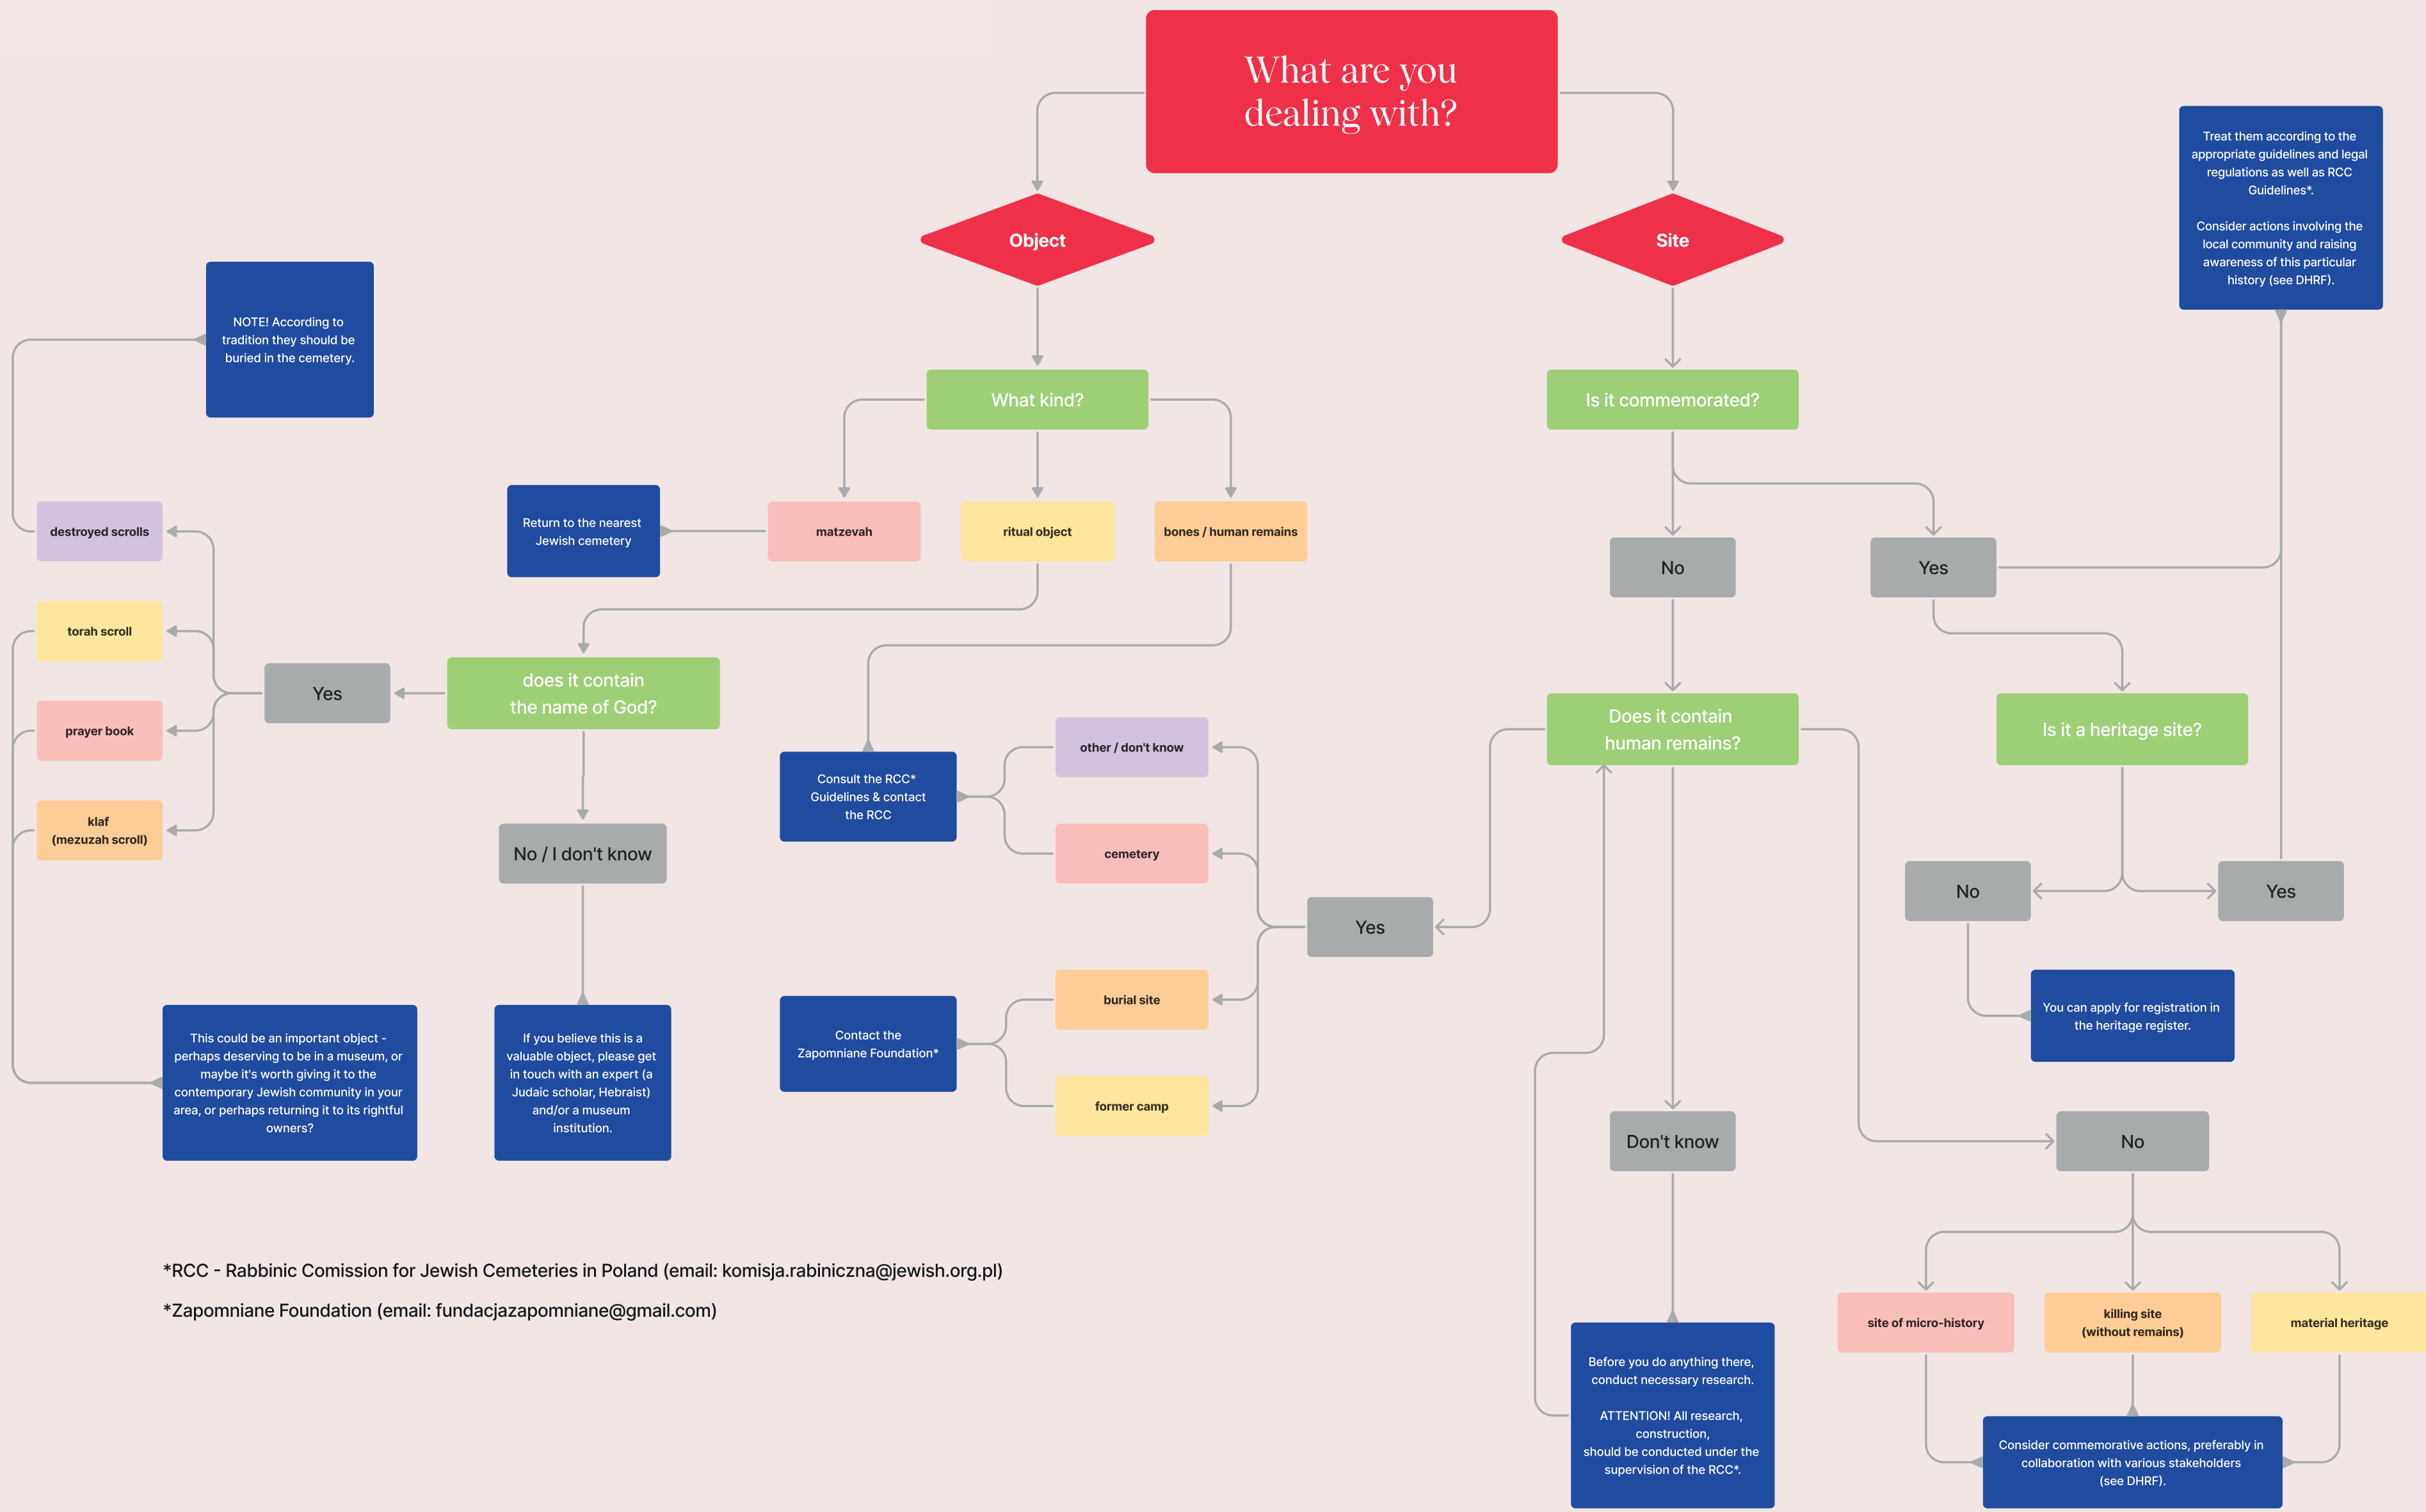 What are you
dealing with?
Object
Site
Treat them according to the
appropriate guidelines and legal
regulations as well as RCC
Guidelines*.
Consider actions involving the
local community and raising
awareness of this particular
history (see DHRF).
NOTE! According to
tradition they should be
buried in the cemetery.
What kind?
Is it commemorated?
Return to the nearest
Jewish cemetery
matzevah
ritual object
bones / human remains
destroyed scrolls
torah scroll
prayer book
klaf
(mezuzah scroll)
Yes
does it contain
the name of God?
No / I don't know
No
Yes
Does it contain
human remains?
Is it a heritage site?
Consult the RCC*
Guidelines & contact
the RCC
other / don't know
cemetery
Yes
No
Yes
burial site
former camp
Contact the
Zapomniane Foundation*
You can apply for registration in
the heritage register.
This could be an important object -
perhaps deserving to be in a museum, or
maybe it's worth giving it to the
contemporary Jewish community in your
area, or perhaps returning it to its rightful
owners?
If you believe this is a
valuable object, please get
in touch with an expert (a
Judaic scholar, Hebraist)
and/or a museum
institution.
Don't know
No
*RCC - Rabbinic Comission for Jewish Cemeteries in Poland (email: komisja.rabiniczna@jewish.org.pl)
*Zapomniane Foundation (email: fundacjazapomniane@gmail.com)
site of micro-history
killing site
(without remains)
material heritage
Before you do anything there,
conduct necessary research.
ATTENTION! All research,
construction,
should be conducted under the
supervision of the RCC*.
Consider commemorative actions, preferably in
collaboration with various stakeholders
(see DHRF).